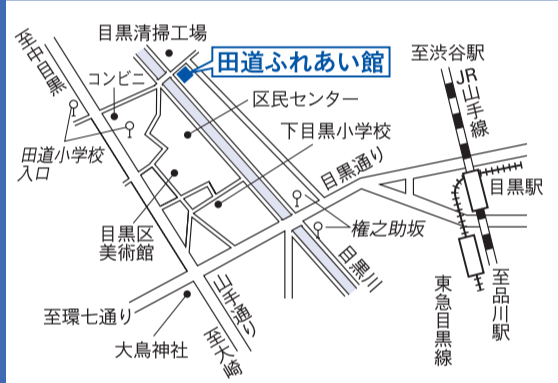 目黒清掃工場
至中目黒
田道ふれあい館
至渋谷駅
JR山手線
コンビニ
区民センター
田道小学校
入口
下目黒小学校
目黒通り
目黒駅
目黒区
美術館
権之助坂
目黒川
山手通り
至環七通り
大鳥神社
至大崎
東急目黒線
至品川駅